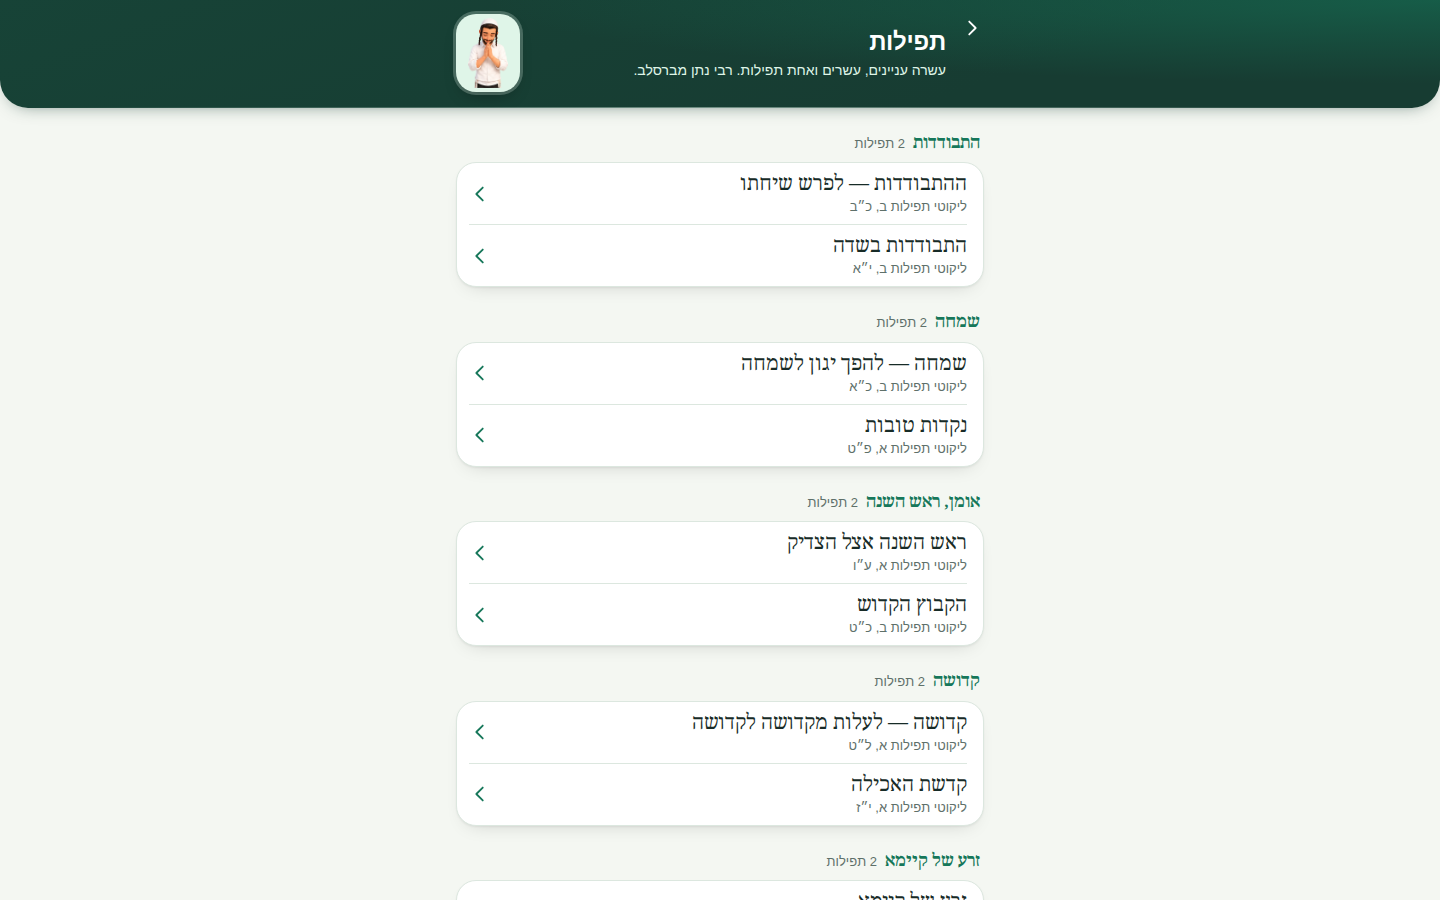 תפילות
עשרה עניינים, עשרים ואחת תפילות. רבי נתן מברסלב.
התבודדות 2 תפילות
ההתבודדות — לפרש שיחתו
ליקוטי תפילות ב, כ״ב
התבודדות בשדה
ליקוטי תפילות ב, י״א
שמחה 2 תפילות
שמחה — להפך יגון לשמחה
ליקוטי תפילות ב, כ״א
נקדות טובות
ליקוטי תפילות א, פ״ט
אומן, ראש השנה 2 תפילות
ראש השנה אצל הצדיק
ליקוטי תפילות א, ע״ו
הקבוץ הקדוש
ליקוטי תפילות ב, כ״ט
קדושה 2 תפילות
קדושה — לעלות מקדושה לקדושה
ליקוטי תפילות א, ל״ט
קדשת האכילה
ליקוטי תפילות א, י״ז
זרע של קיימא 2 תפילות